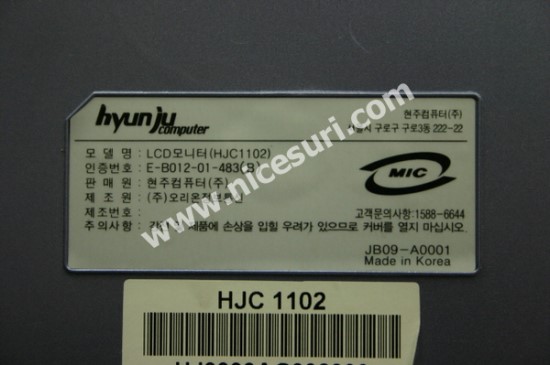 hyunju
computer
현주컴퓨터(주)
구로구 구로3동 222-22
모 델 명 : LCD모니터(HJC1102)
인증번호 : E-B012-01-483(B)
판 매 원 : 현주컴퓨터(주)
제 조 원 : (주)오리온
제조번호 :
MIC
고객문의사항:1588-6644
주의사항 : 제품에 손상을 입힐 우려가 있으므로 커버를 열지 마십시오.
JB09-A0001
Made in Korea
www.nicesuri.com
HJC 1102